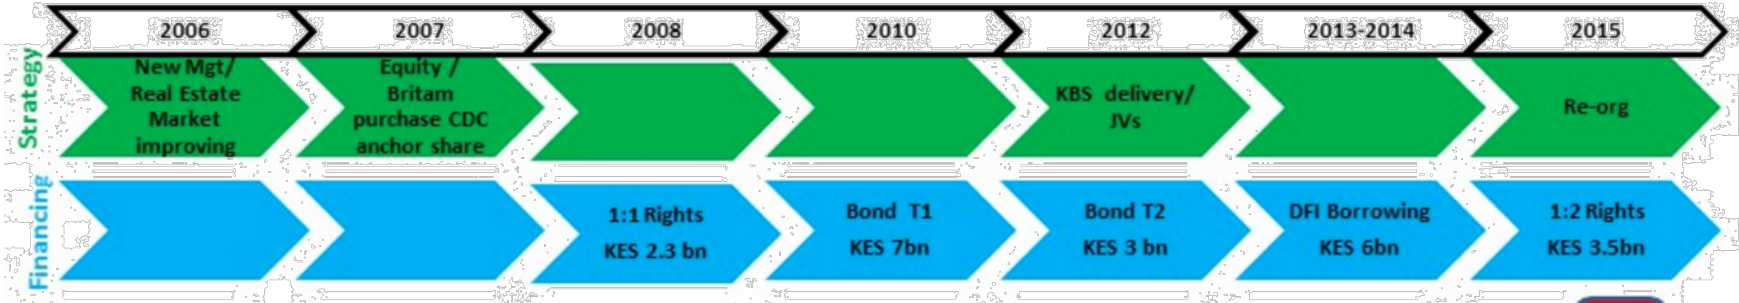 2006
2007
2008
2010
2012
2013-2014
2015
Strategy
New Mgt/
Real Estate
Market
improving
Equity /
Britam
purchase CDC
anchor share
KBS delivery/
JVs
Re-org
Financing
1:1 Rights
KES 2.3 bn
Bond T1
KES 7bn
Bond T2
KES 3 bn
DFI Borrowing
KES 6bn
1:2 Rights
KES 3.5bn